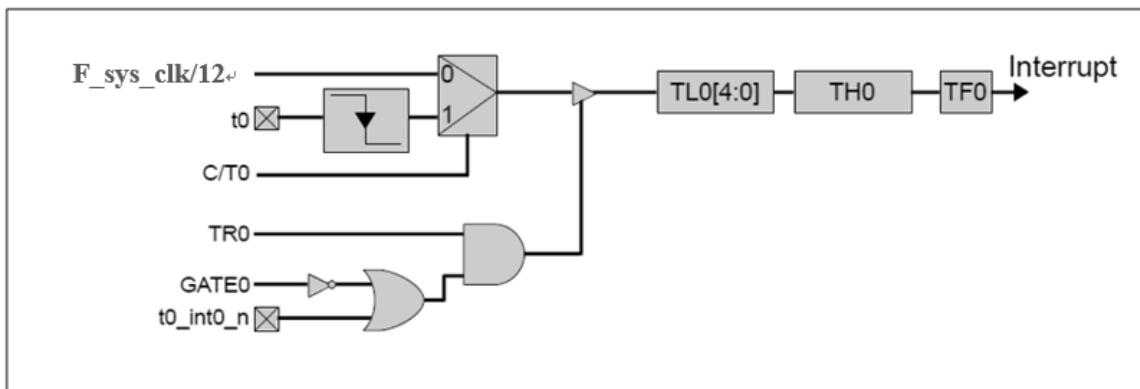 F_sys_clk/12↵
0
Interrupt
TL0[4:0]
TH0
TF0
t0
1
C/T0
TR0
GATE0
t0_int0_n